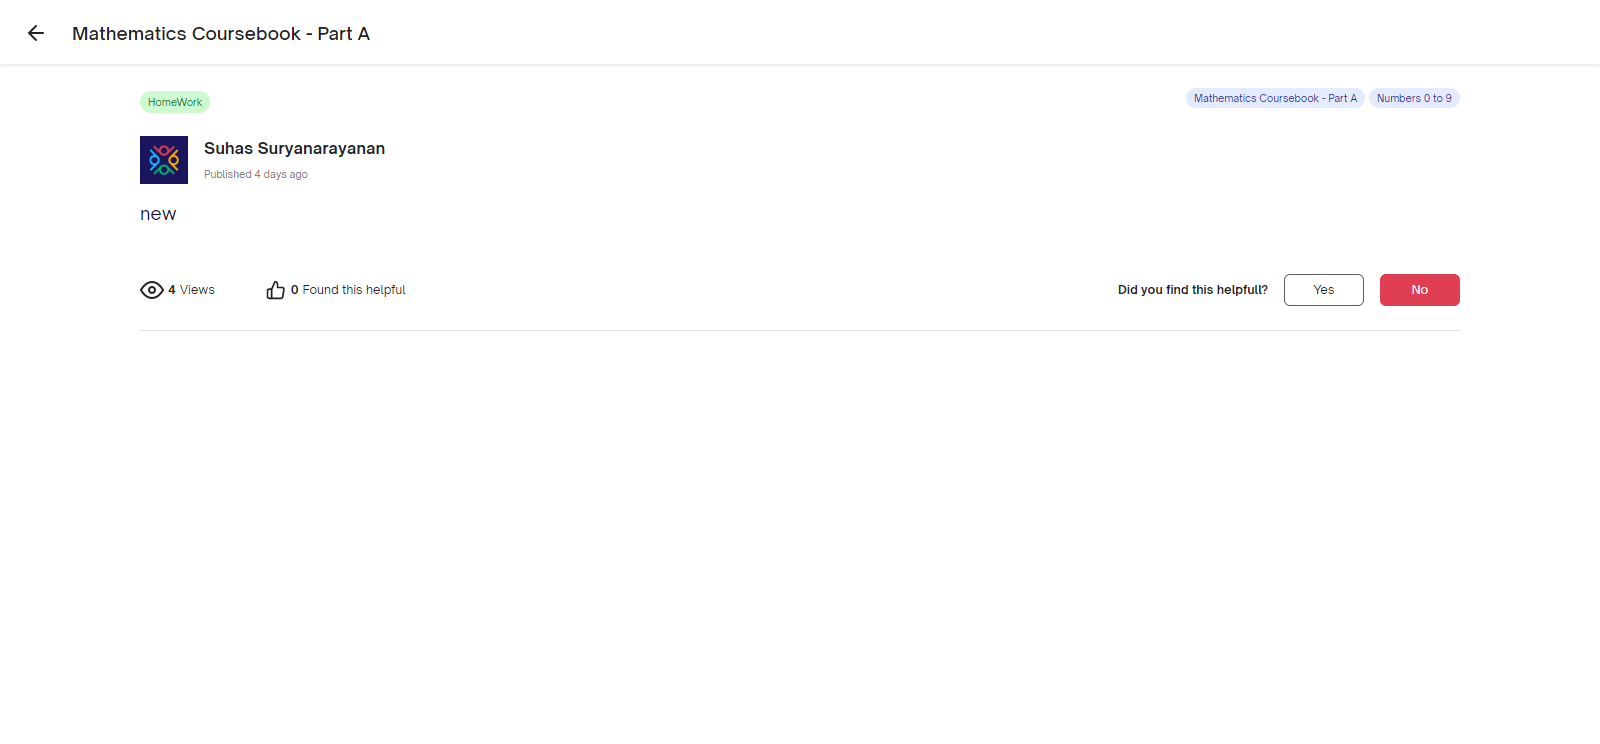 Mathematics Coursebook - Part A
HomeWork
Mathematics Coursebook - Part A
Numbers 0 to 9
Suhas Suryanarayanan
Published 4 days ago
new
4 Views
0 Found this helpful
Did you find this helpfull?
Yes
No